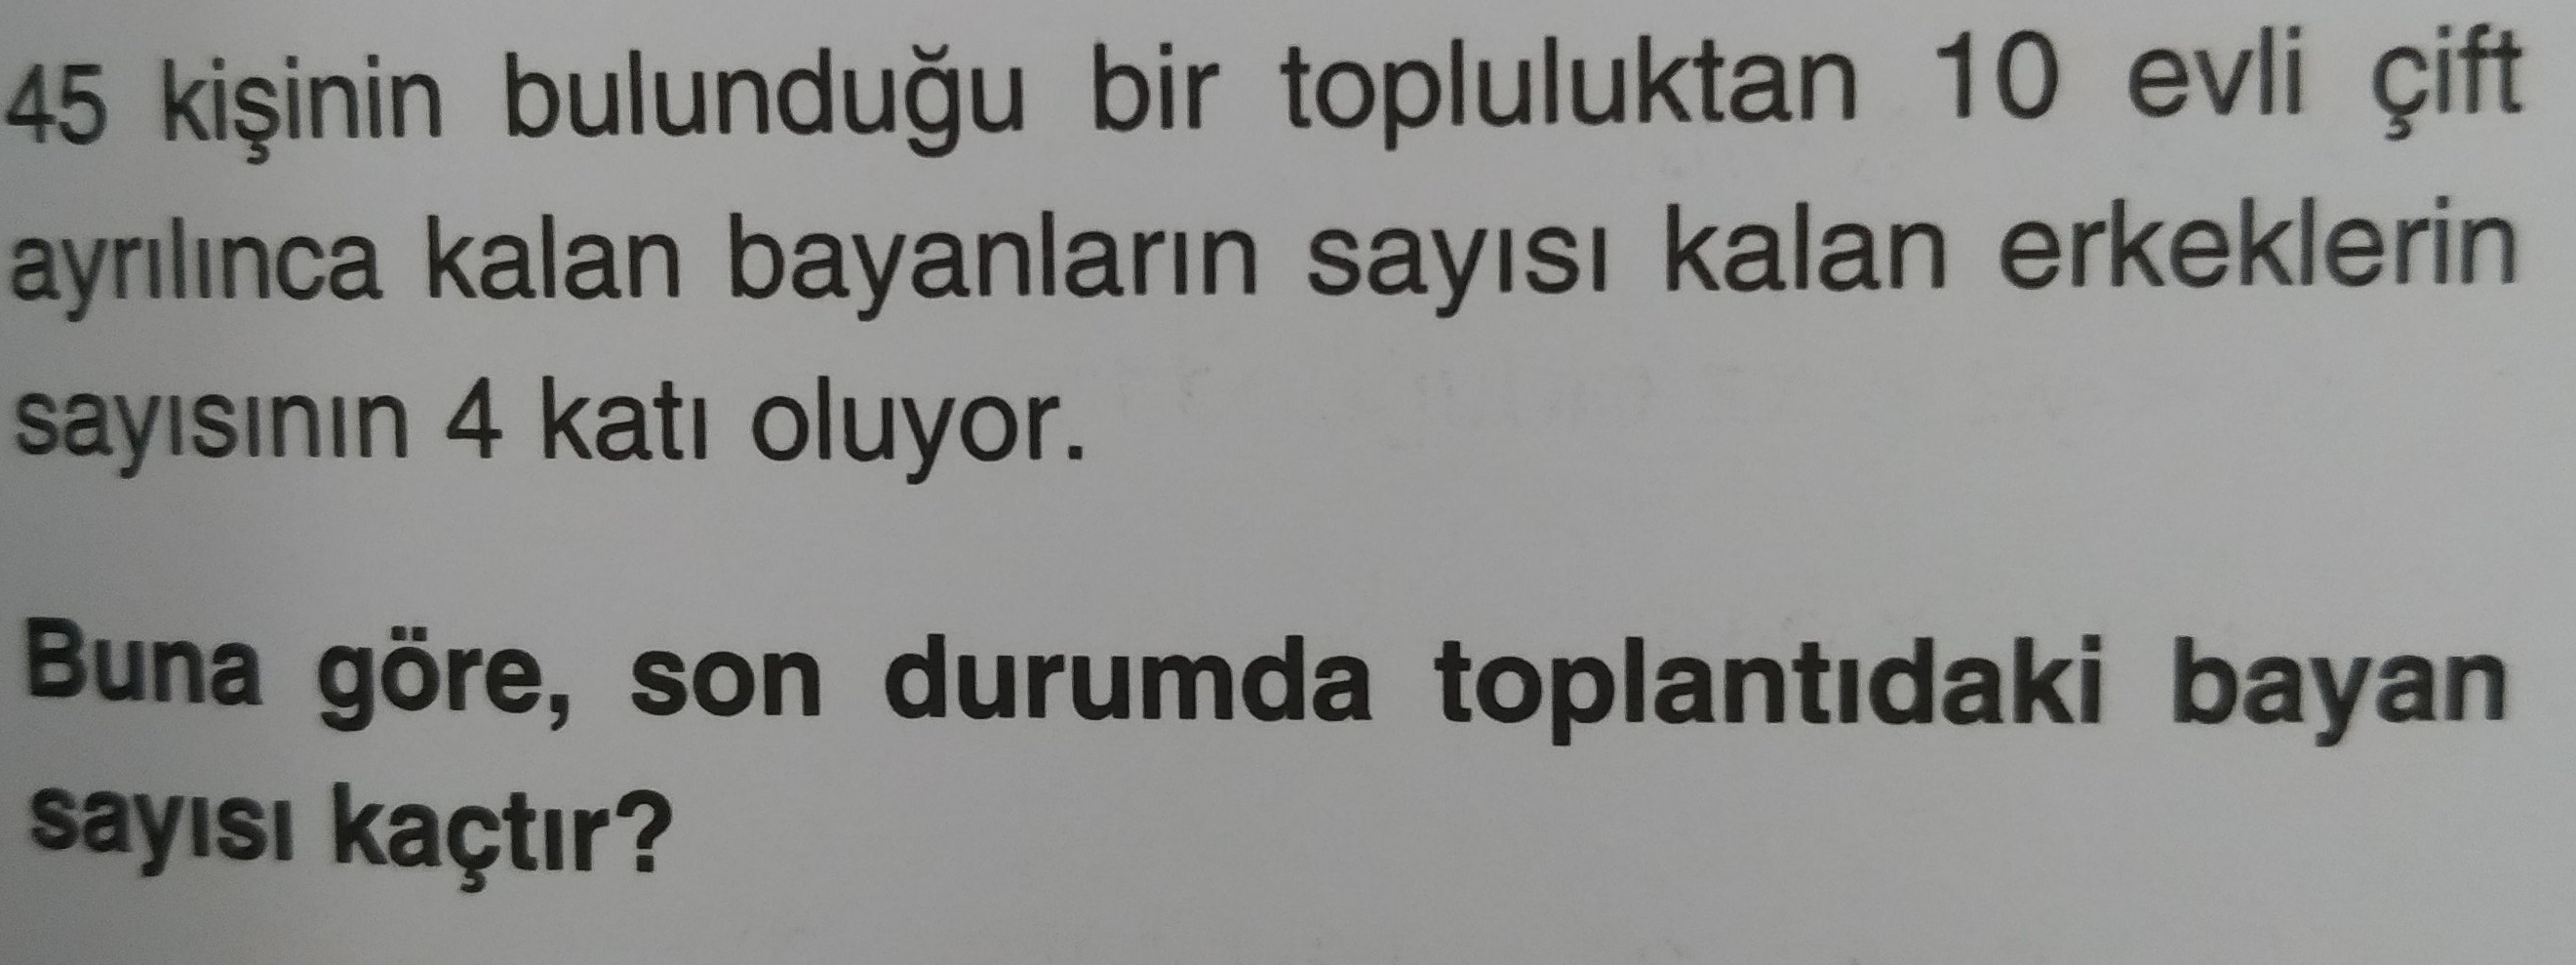 45 kişinin bulunduğu bir topluluktan 10 evli çift
ayrılınca kalan bayanların sayısı kalan erkeklerin
sayısının 4 katı oluyor.
Buna göre, son durumda toplantıdaki bayan
sayısı kaçtır?